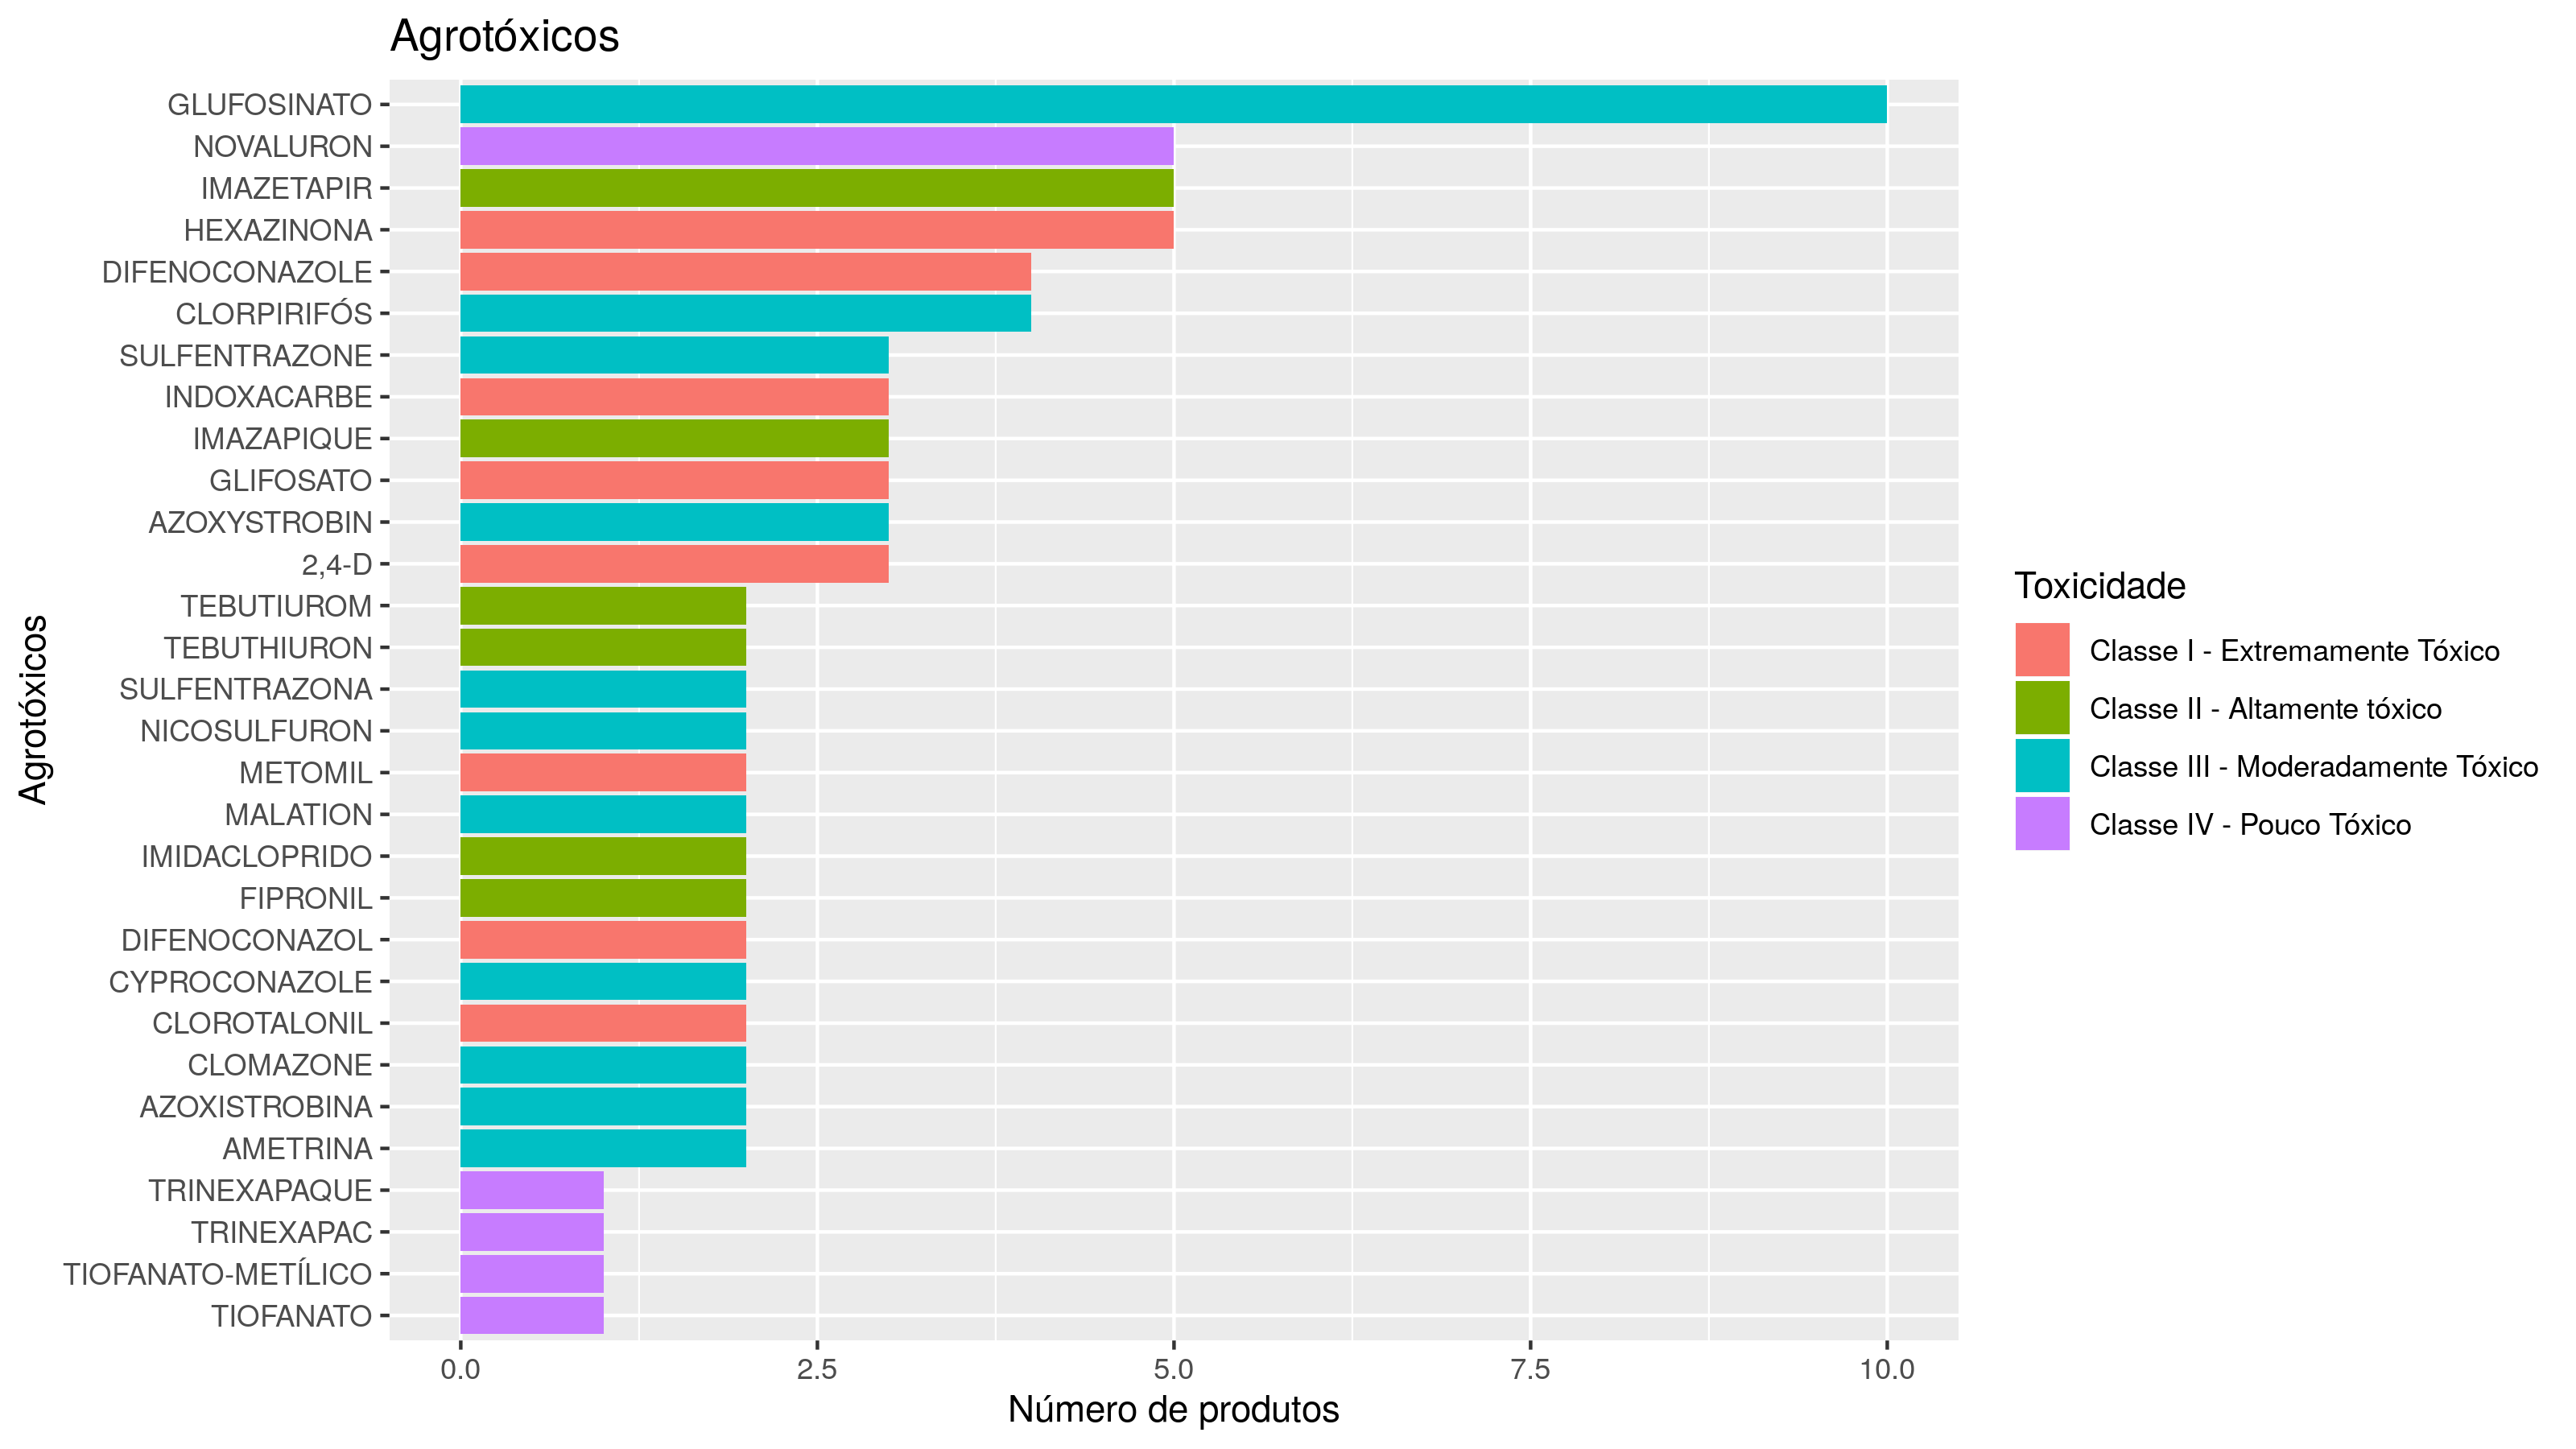 Agrotóxicos
GLUFOSINATO
NOVALURON
IMAZETAPIR
HEXAZINONA
DIFENOCONAZOLE
CLORPIRIFÓS
SULFENTRAZONE
INDOXACARBE
IMAZAPIQUE
GLIFOSATO
AZOXYSTROBIN
2,4-D
TEBUTIUROM
TEBUTHIURON
SULFENTRAZONA
NICOSULFURON
METOMIL
MALATION
IMIDACLOPRIDO
FIPRONIL
DIFENOCONAZOL
CYPROCONAZOLE
CLOROTALONIL
CLOMAZONE
AZOXISTROBINA
AMETRINA
TRINEXAPAQUE
TRINEXAPAC
TIOFANATO-METÍLICO
TIOFANATO
Agrotóxicos
0.0 2.5 5.0 7.5 10.0
Número de produtos
Toxicidade
Classe I - Extremamente Tóxico
Classe II - Altamente tóxico
Classe III - Moderadamente Tóxico
Classe IV - Pouco Tóxico